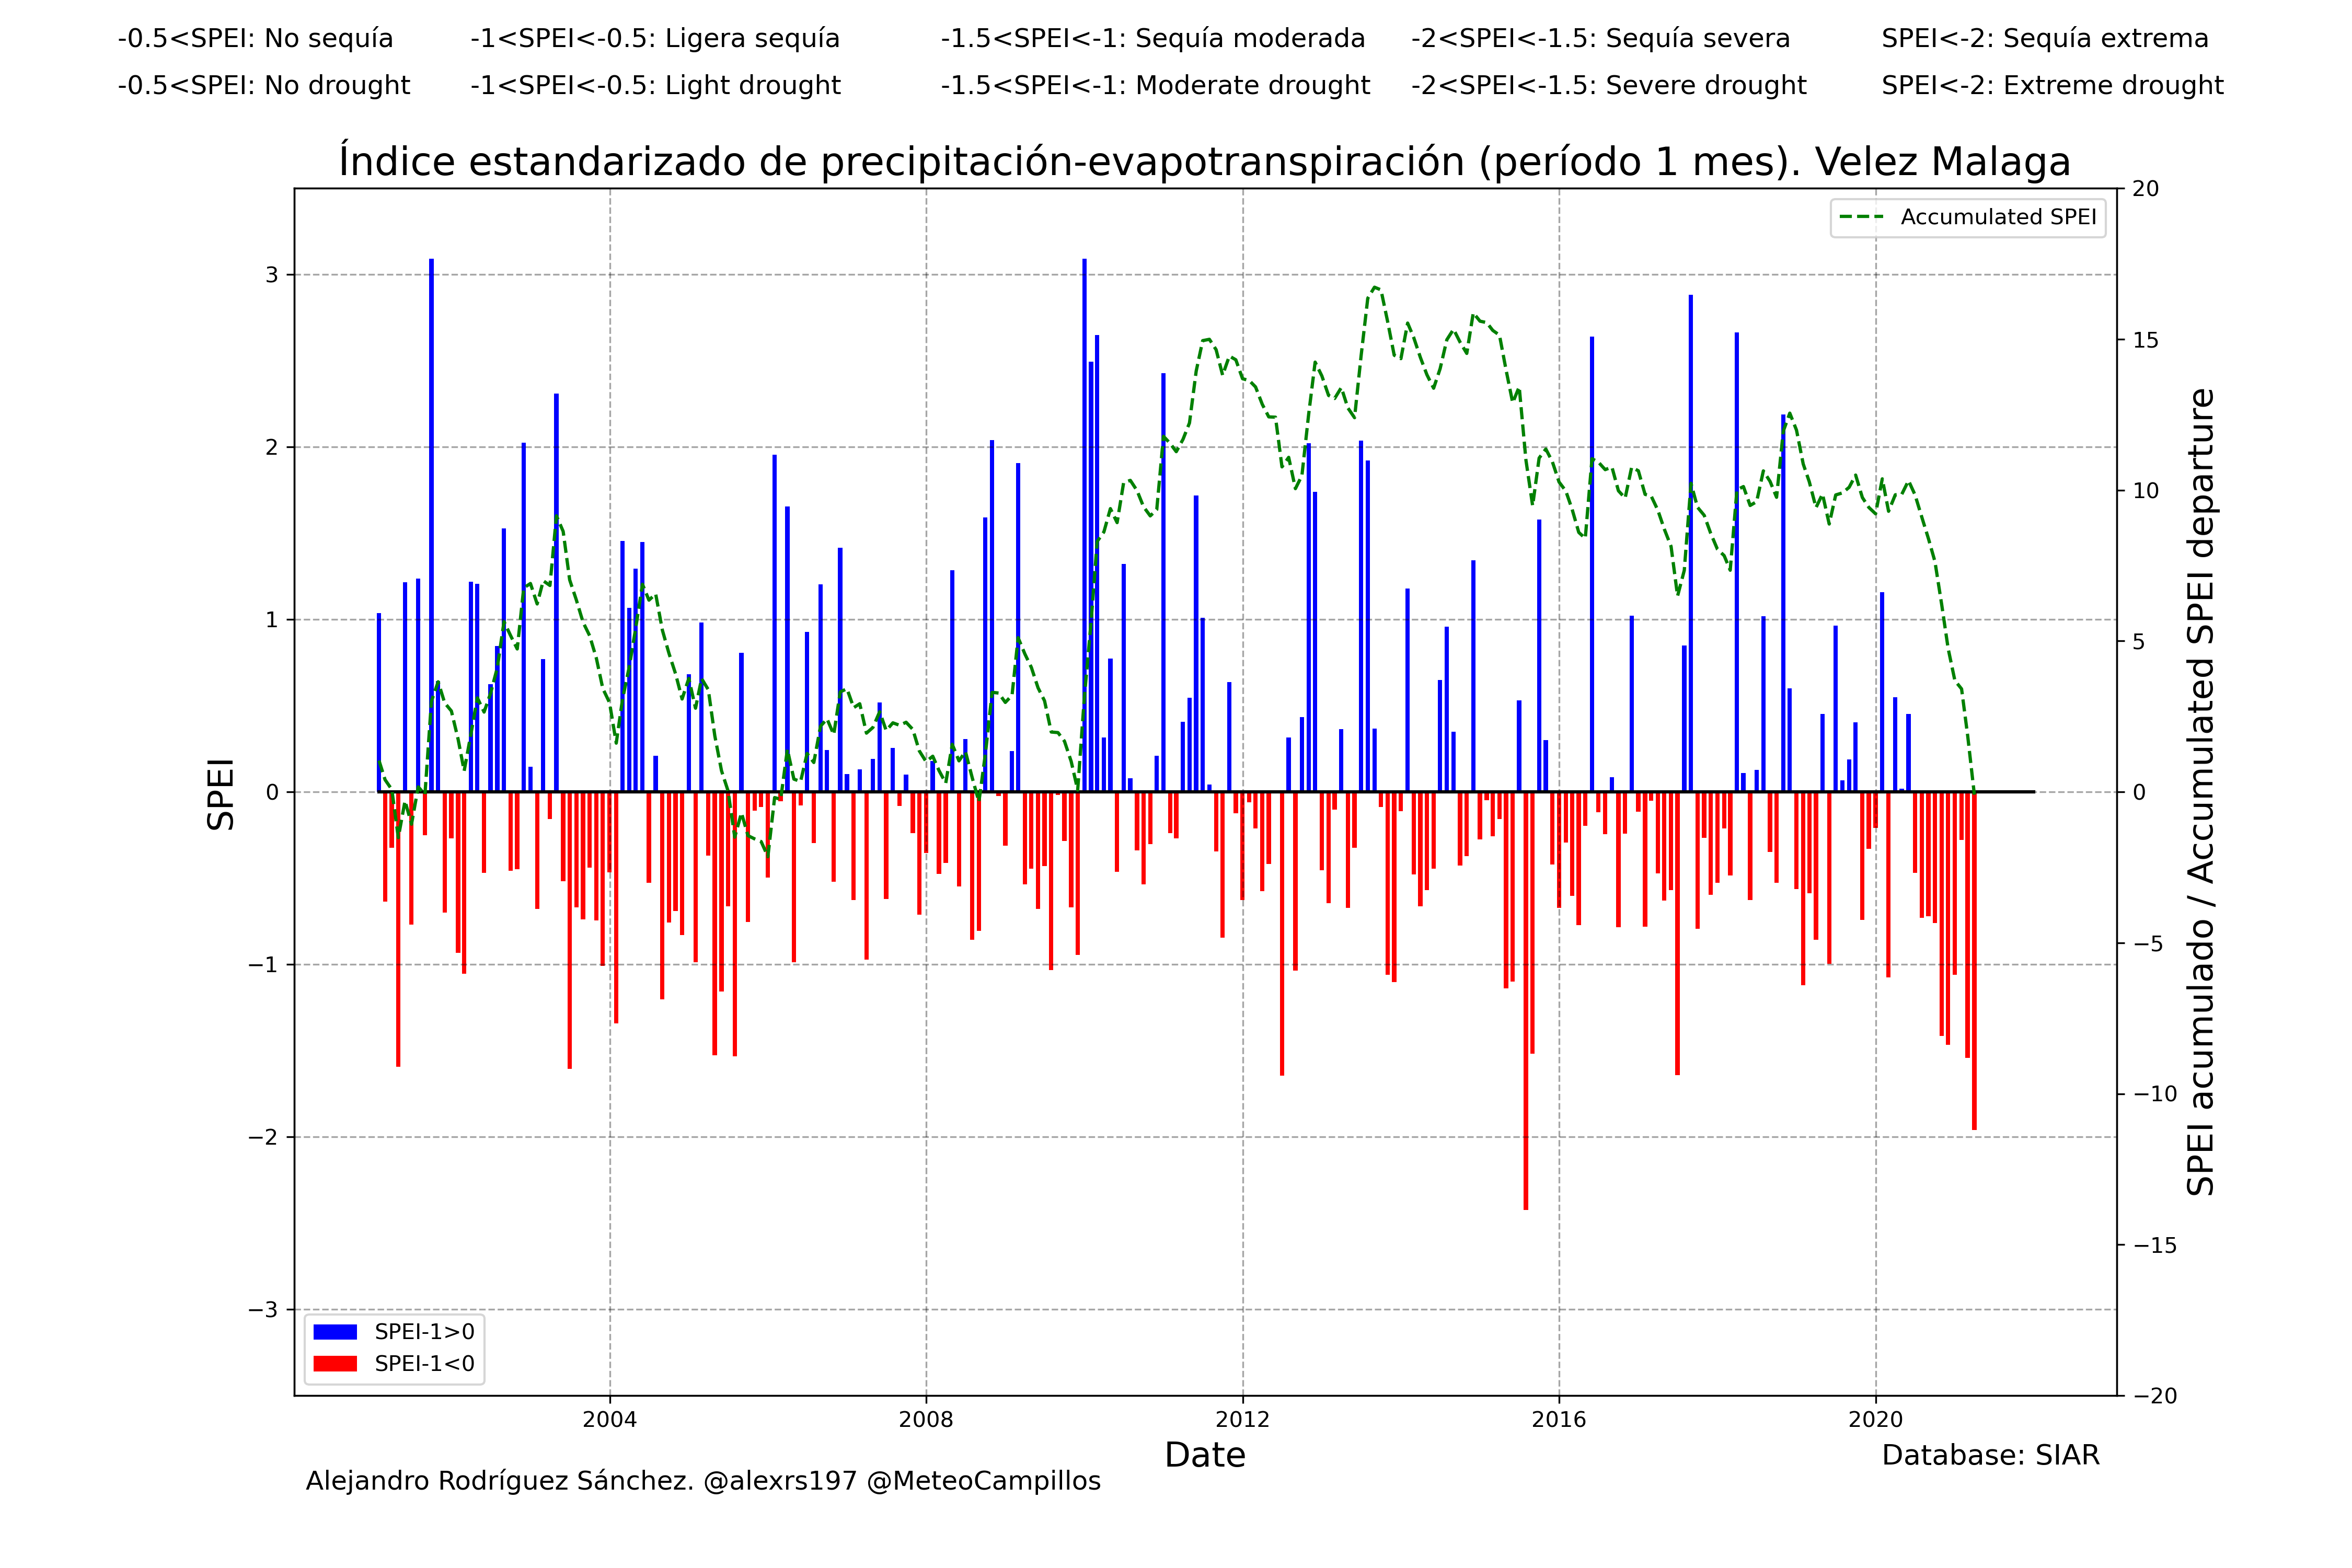 -0.5<SPEI: No sequía
-1<SPEI<-0.5: Ligera sequía
-1.5<SPEI<-1: Sequía moderada
-2<SPEI<-1.5: Sequía severa
SPEI<-2: Sequía extrema
-0.5<SPEI: No drought
-1<SPEI<-0.5: Light drought
-1.5<SPEI<-1: Moderate drought
-2<SPEI<-1.5: Severe drought
SPEI<-2: Extreme drought
Índice estandarizado de precipitación-evapotranspiración (período 1 mes). Velez Malaga
Accumulated SPEI
SPEI
3
2
1
0
−1
−2
−3
20
15
10
5
0
−5
−10
−15
−20
SPEI acumulado / Accumulated SPEI departure
SPEI-1>0
SPEI-1<0
2004
2008
2012
2016
2020
Date
Database: SIAR
Alejandro Rodríguez Sánchez. @alexrs197 @MeteoCampillos